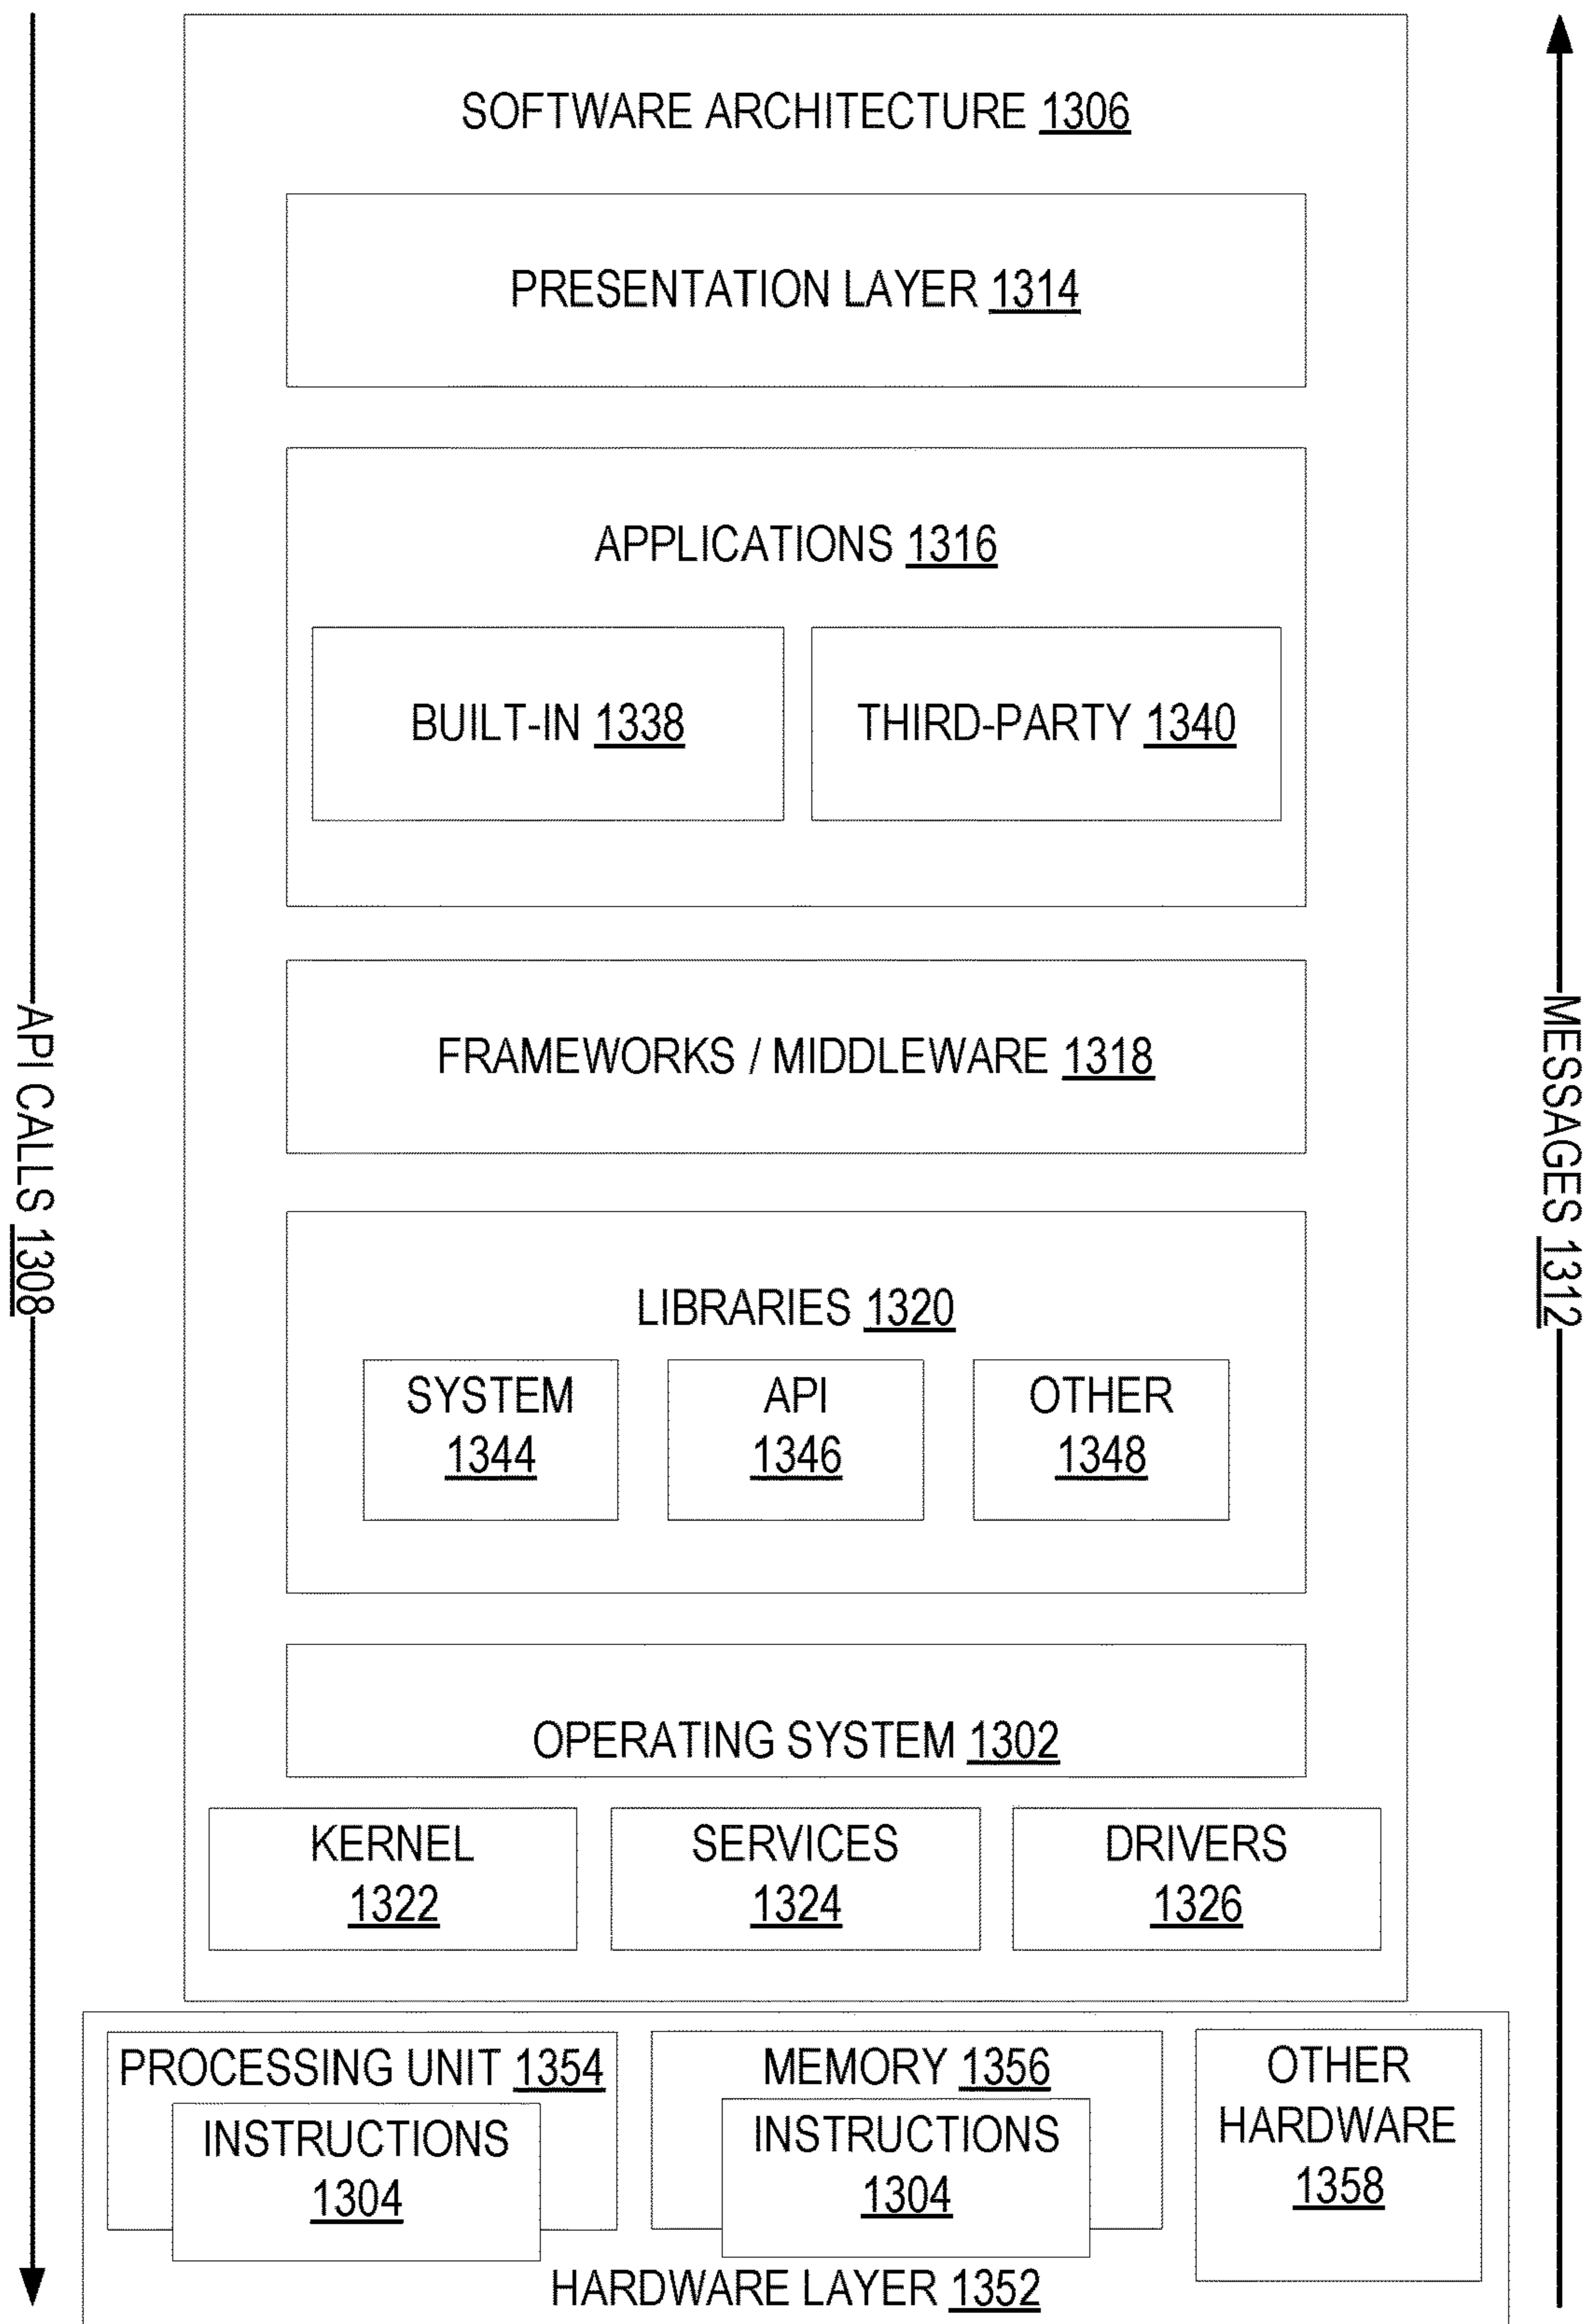 SOFTWARE ARCHITECTURE 1306
PRESENTATION LAYER 1314
APPLICATIONS 1316
BUILT-IN 1338
THIRD-PARTY 1340
FRAMEWORKS / MIDDLEWARE 1318
API CALLS 1308
MESSAGES 1312
LIBRARIES 1320
SYSTEM
1344
API
1346
OTHER
1348
OPERATING SYSTEM 1302
KERNEL
1322
SERVICES
1324
DRIVERS
1326
PROCESSING UNIT 1354
INSTRUCTIONS
1304
MEMORY 1356
INSTRUCTIONS
1304
OTHER
HARDWARE
1358
HARDWARE LAYER 1352